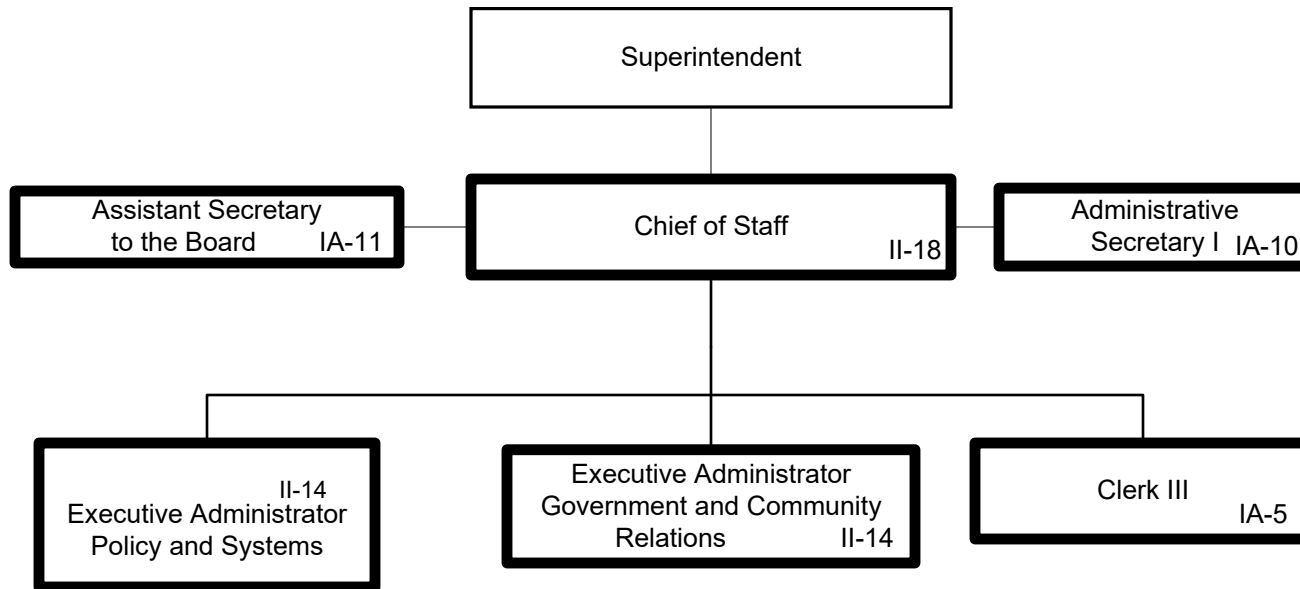 Superintendent
Assistant Secretary
to the Board IA-11
Chief of Staff
II-18
Administrative
Secretary I IA-10
II-14
Executive Administrator
Policy and Systems
Executive Administrator
Government and Community
Relations II-14
Clerk III
IA-5